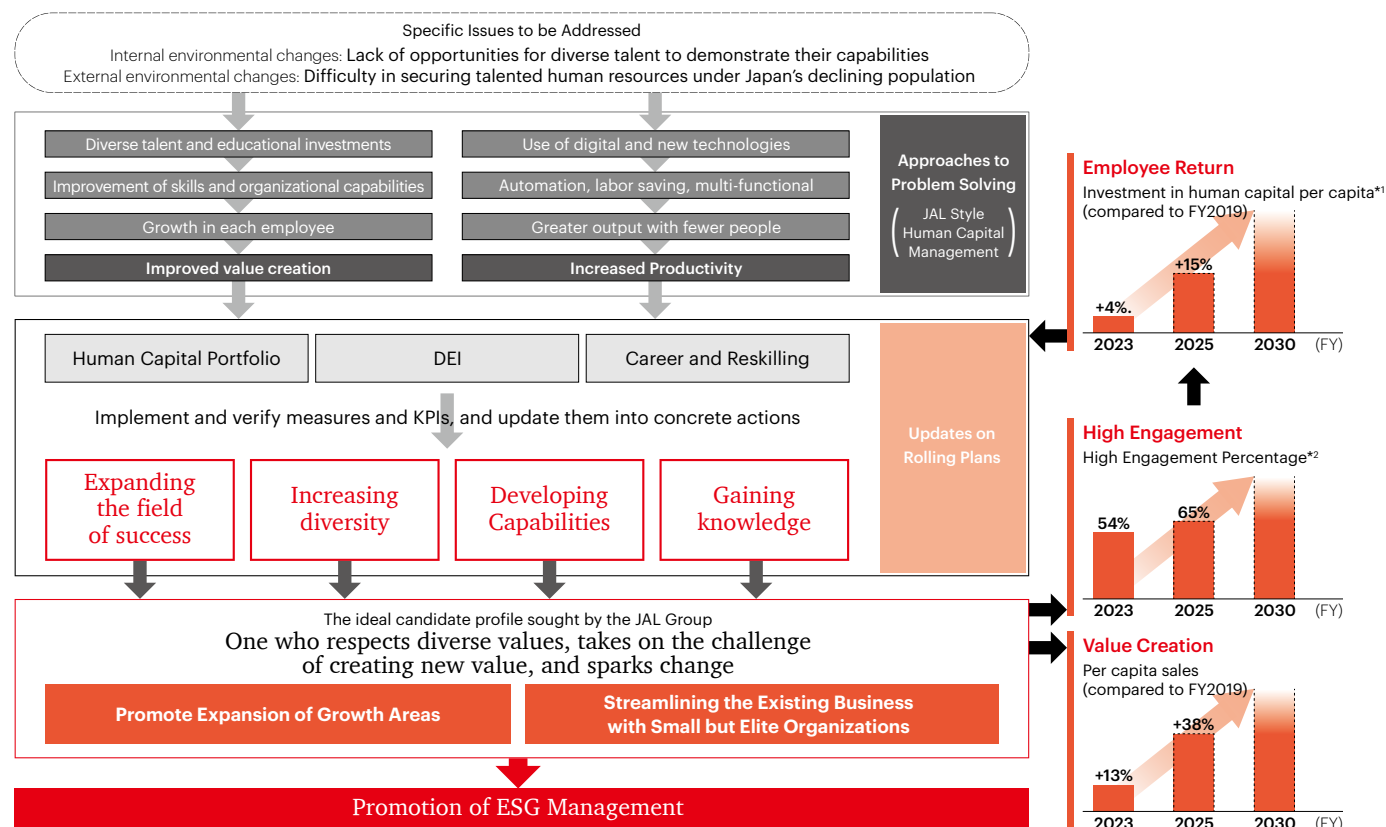 Specific Issues to be Addressed
Internal environmental changes: Lack of opportunities for diverse talent to demonstrate their capabilities
External environmental changes: Difficulty in securing talented human resources under Japan’s declining population
Diverse talent and educational investments
Improvement of skills and organizational capabilities
Growth in each employee
Improved value creation
Use of digital and new technologies
Automation, labor saving, multi-functional
Greater output with fewer people
Increased Productivity
Approaches to
Problem Solving
(JAL Style
Human Capital
Management)
Human Capital Portfolio
DEI
Career and Reskilling
Implement and verify measures and KPIs, and update them into concrete actions
Expanding
the field
of success
Increasing
diversity
Developing
Capabilities
Gaining
knowledge
Updates on
Rolling Plans
The ideal candidate profile sought by the JAL Group
One who respects diverse values, takes on the challenge
of creating new value, and sparks change
Promote Expansion of Growth Areas
Streamlining the Existing Business
with Small but Elite Organizations
Promotion of ESG Management
Employee Return
Investment in human capital per capita*1
(compared to FY2019)
+4%.
+15%
2023 2025 2030 (FY)
High Engagement
High Engagement Percentage*2
54%
65%
2023 2025 2030 (FY)
Value Creation
Per capita sales
(compared to FY2019)
+13%
+38%
2023 2025 2030 (FY)